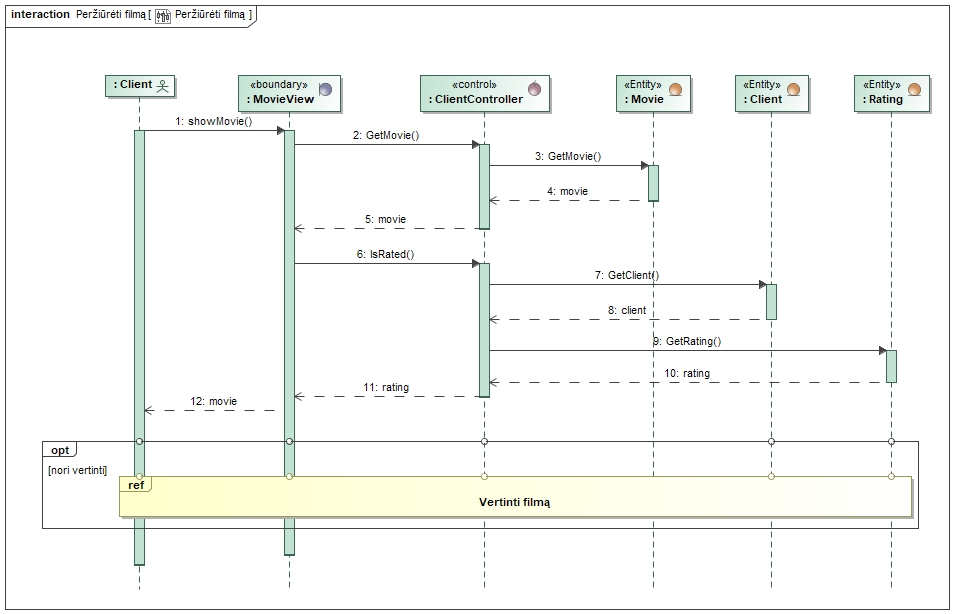 interaction Peržiūrėti filmą [ Peržiūrėti filmą ]
: Client
«boundary»
: MovieView
«control»
: ClientController
«Entity»
: Movie
«Entity»
: Client
«Entity»
: Rating
1: showMovie()
2: GetMovie()
3: GetMovie()
4: movie
5: movie
6: IsRated()
7: GetClient()
8: client
9: GetRating()
10: rating
11: rating
12: movie
opt
[nori vertinti]
ref
Vertinti filmą